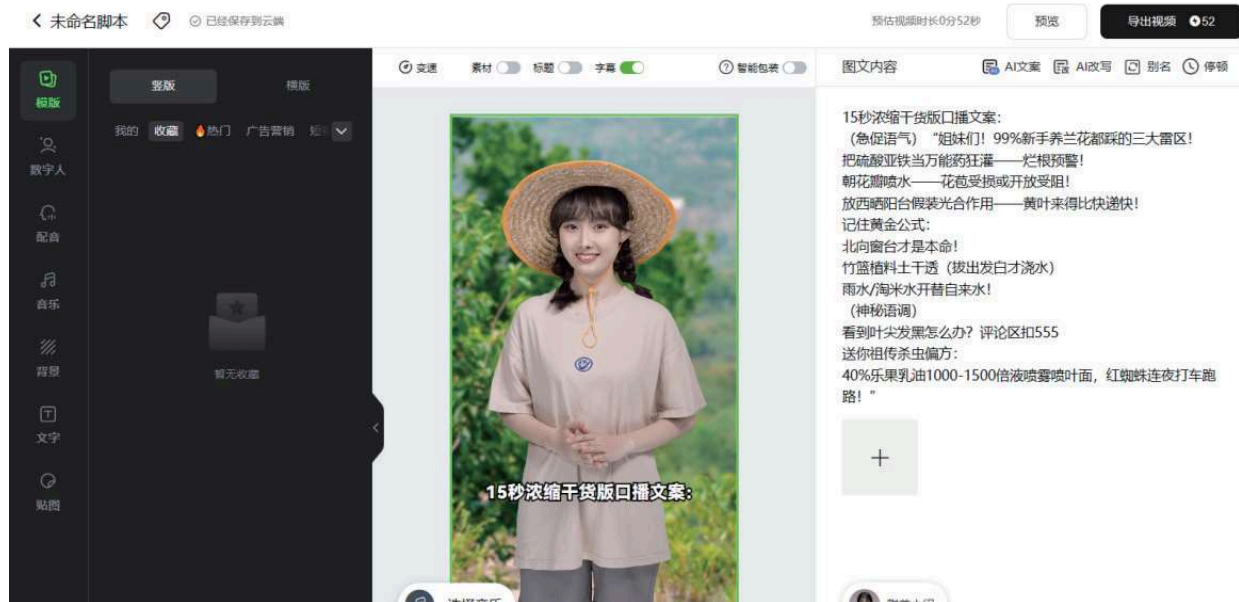 未命名脚本
已经保存到云端
预估视频时长0分52秒
预览
导出视频 52
模版
数字人
配音
音乐
背景
文字
贴图
竖版 横版
我的 收藏 热门 广告营销
暂无收藏
变速 素材 标题 字幕 智能包装
15秒浓缩干货版口播文案:
选择音乐
图文内容 AI文案 AI改写 别名 停顿
15秒浓缩干货版口播文案:
(急促语气)“姐妹们!99%新手养兰花都踩的三大雷区!
把硫酸亚铁当万能药狂灌——烂根预警!
朝花瓣喷水——花苞受损或开放受阻!
放西晒阳台假装光合作用——黄叶来得比快递快!
记住黄金公式:
北向窗台才是本命!
竹篮植料土干透(拔出发白才浇水)
雨水/淘米水开替自来水!
(神秘语调)
看到叶尖发黑怎么办?评论区扣555
送你祖传杀虫偏方:
40%乐果乳油1000-1500倍液喷雾喷叶面,红蜘蛛连夜打车跑
路!”